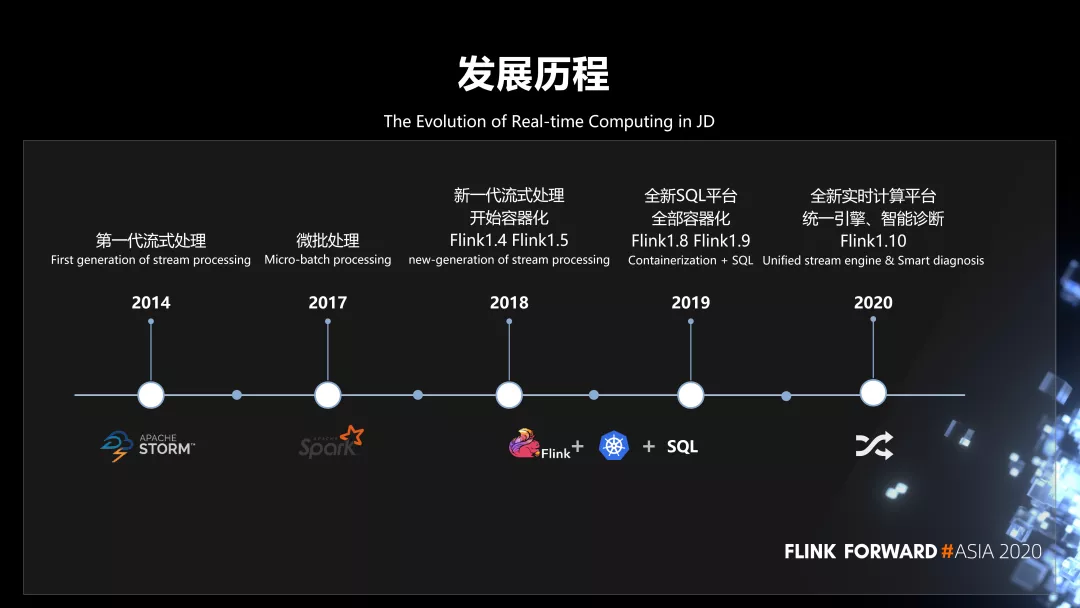 发展历程
The Evolution of Real-time Computing in JD
第一代流式处理
First generation of stream processing
2014
微批处理
Micro-batch processing
2017
新一代流式处理
开始容器化
Flink1.4 Flink1.5
new-generation of stream processing
2018
全新SQL平台
全部容器化
Flink1.8 Flink1.9
Containerization + SQL
2019
全新实时计算平台
统一引擎、智能诊断
Flink1.10
Unified stream engine & Smart diagnosis
2020
APACHE
STORM™
APACHE
Spark
Flink + + SQL
FLINK FORWARD #ASIA 2020